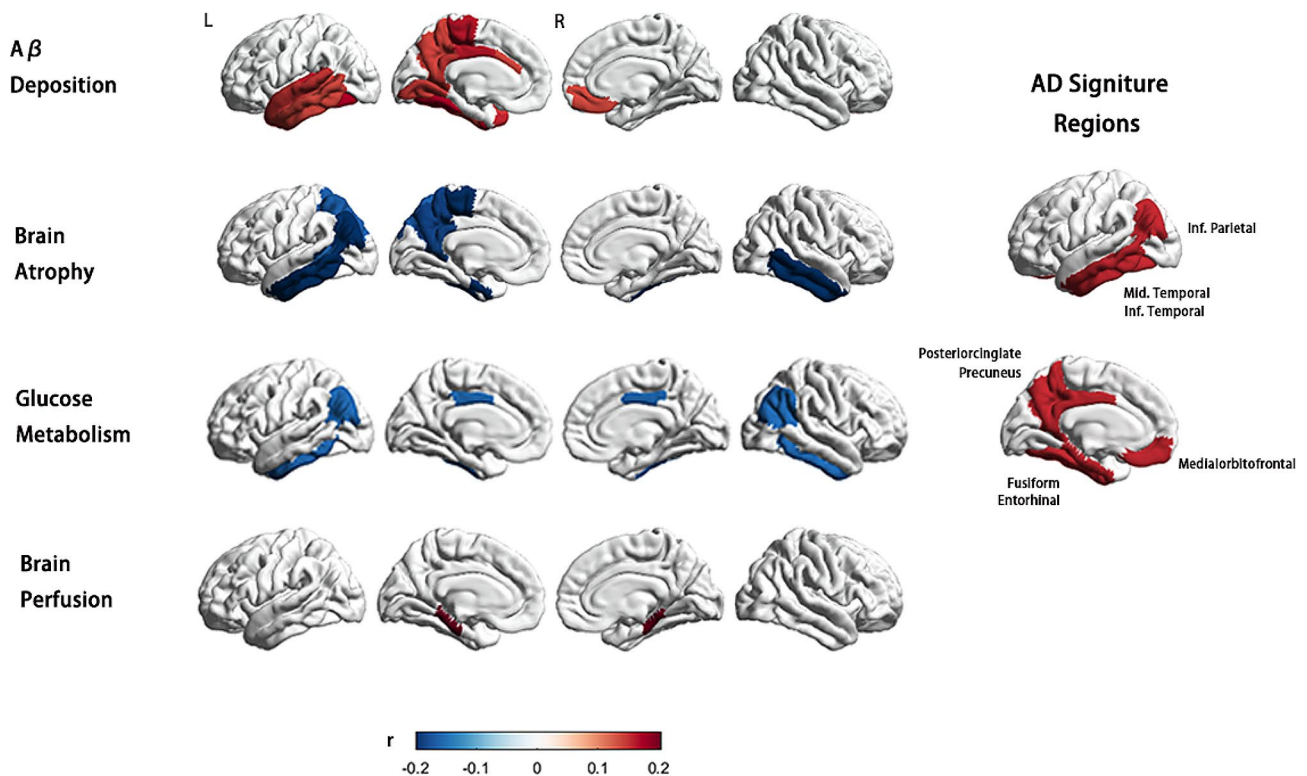 L
R
Aβ
Deposition
AD Signiture
Regions
Brain
Atrophy
Inf. Parietal
Mid. Temporal
Inf. Temporal
Glucose
Metabolism
Posteriorcinglate
Precuneus
Medialorbitofrontal
Fusiform
Entorhinal
Brain
Perfusion
r
-0.2 -0.1 0 0.1 0.2